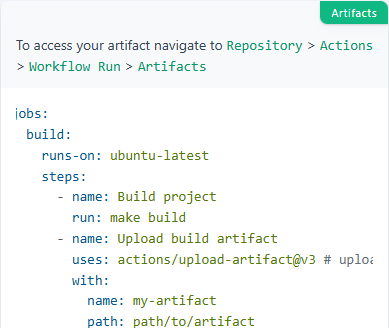 Artifacts
To access your artifact navigate to Repository > Actions
> Workflow Run > Artifacts
jobs:
  build:
    runs-on: ubuntu-latest
    steps:
      - name: Build project
        run: make build
      - name: Upload build artifact
        uses: actions/upload-artifact@v3 # uploa
        with:
          name: my-artifact
          path: path/to/artifact